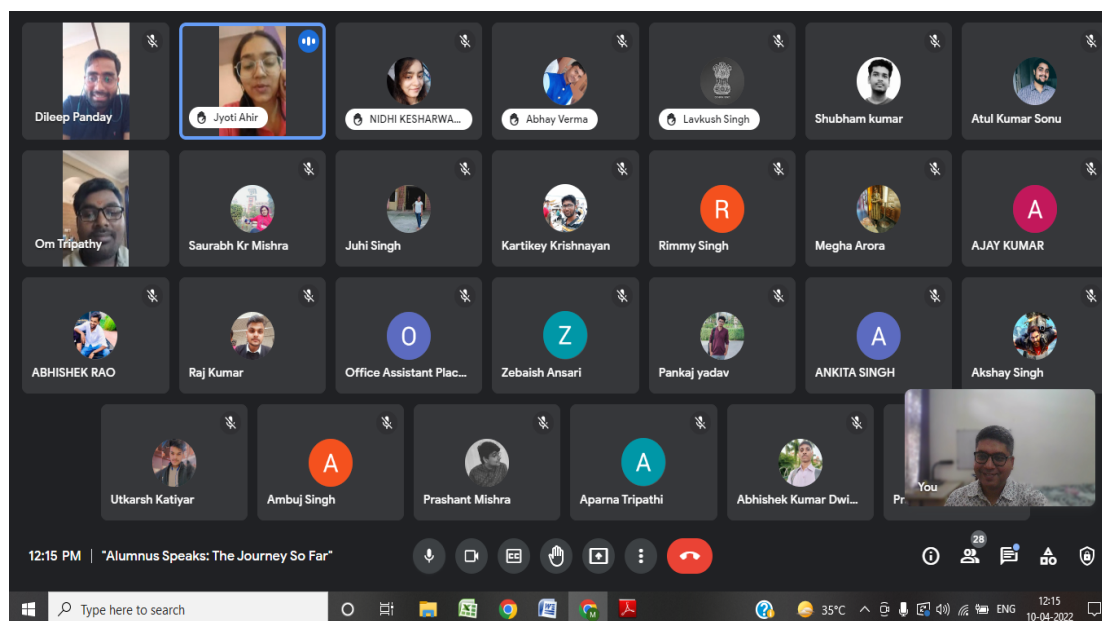 Dileep Panday
Jyoti Ahir
NIDHI KESHARWA...
Abhay Verma
Lavkush Singh
Shubham kumar
Atul Kumar Sonu
Om Tripathy
Saurabh Kr Mishra
Juhi Singh
Kartikey Krishnayan
R
Rimmy Singh
Megha Arora
A
AJAY KUMAR
ABHISHEK RAO
Raj Kumar
O
Office Assistant Plac...
Z
Zebaish Ansari
Pankaj yadav
A
ANKITA SINGH
Akshay Singh
Utkarsh Katiyar
A
Ambuj Singh
Prashant Mishra
A
Aparna Tripathi
Abhishek Kumar Dwi...
Pr
You
12:15 PM | "Alumnus Speaks: The Journey So Far"
28
Type here to search
35°C
ENG
12:15
10-04-2022